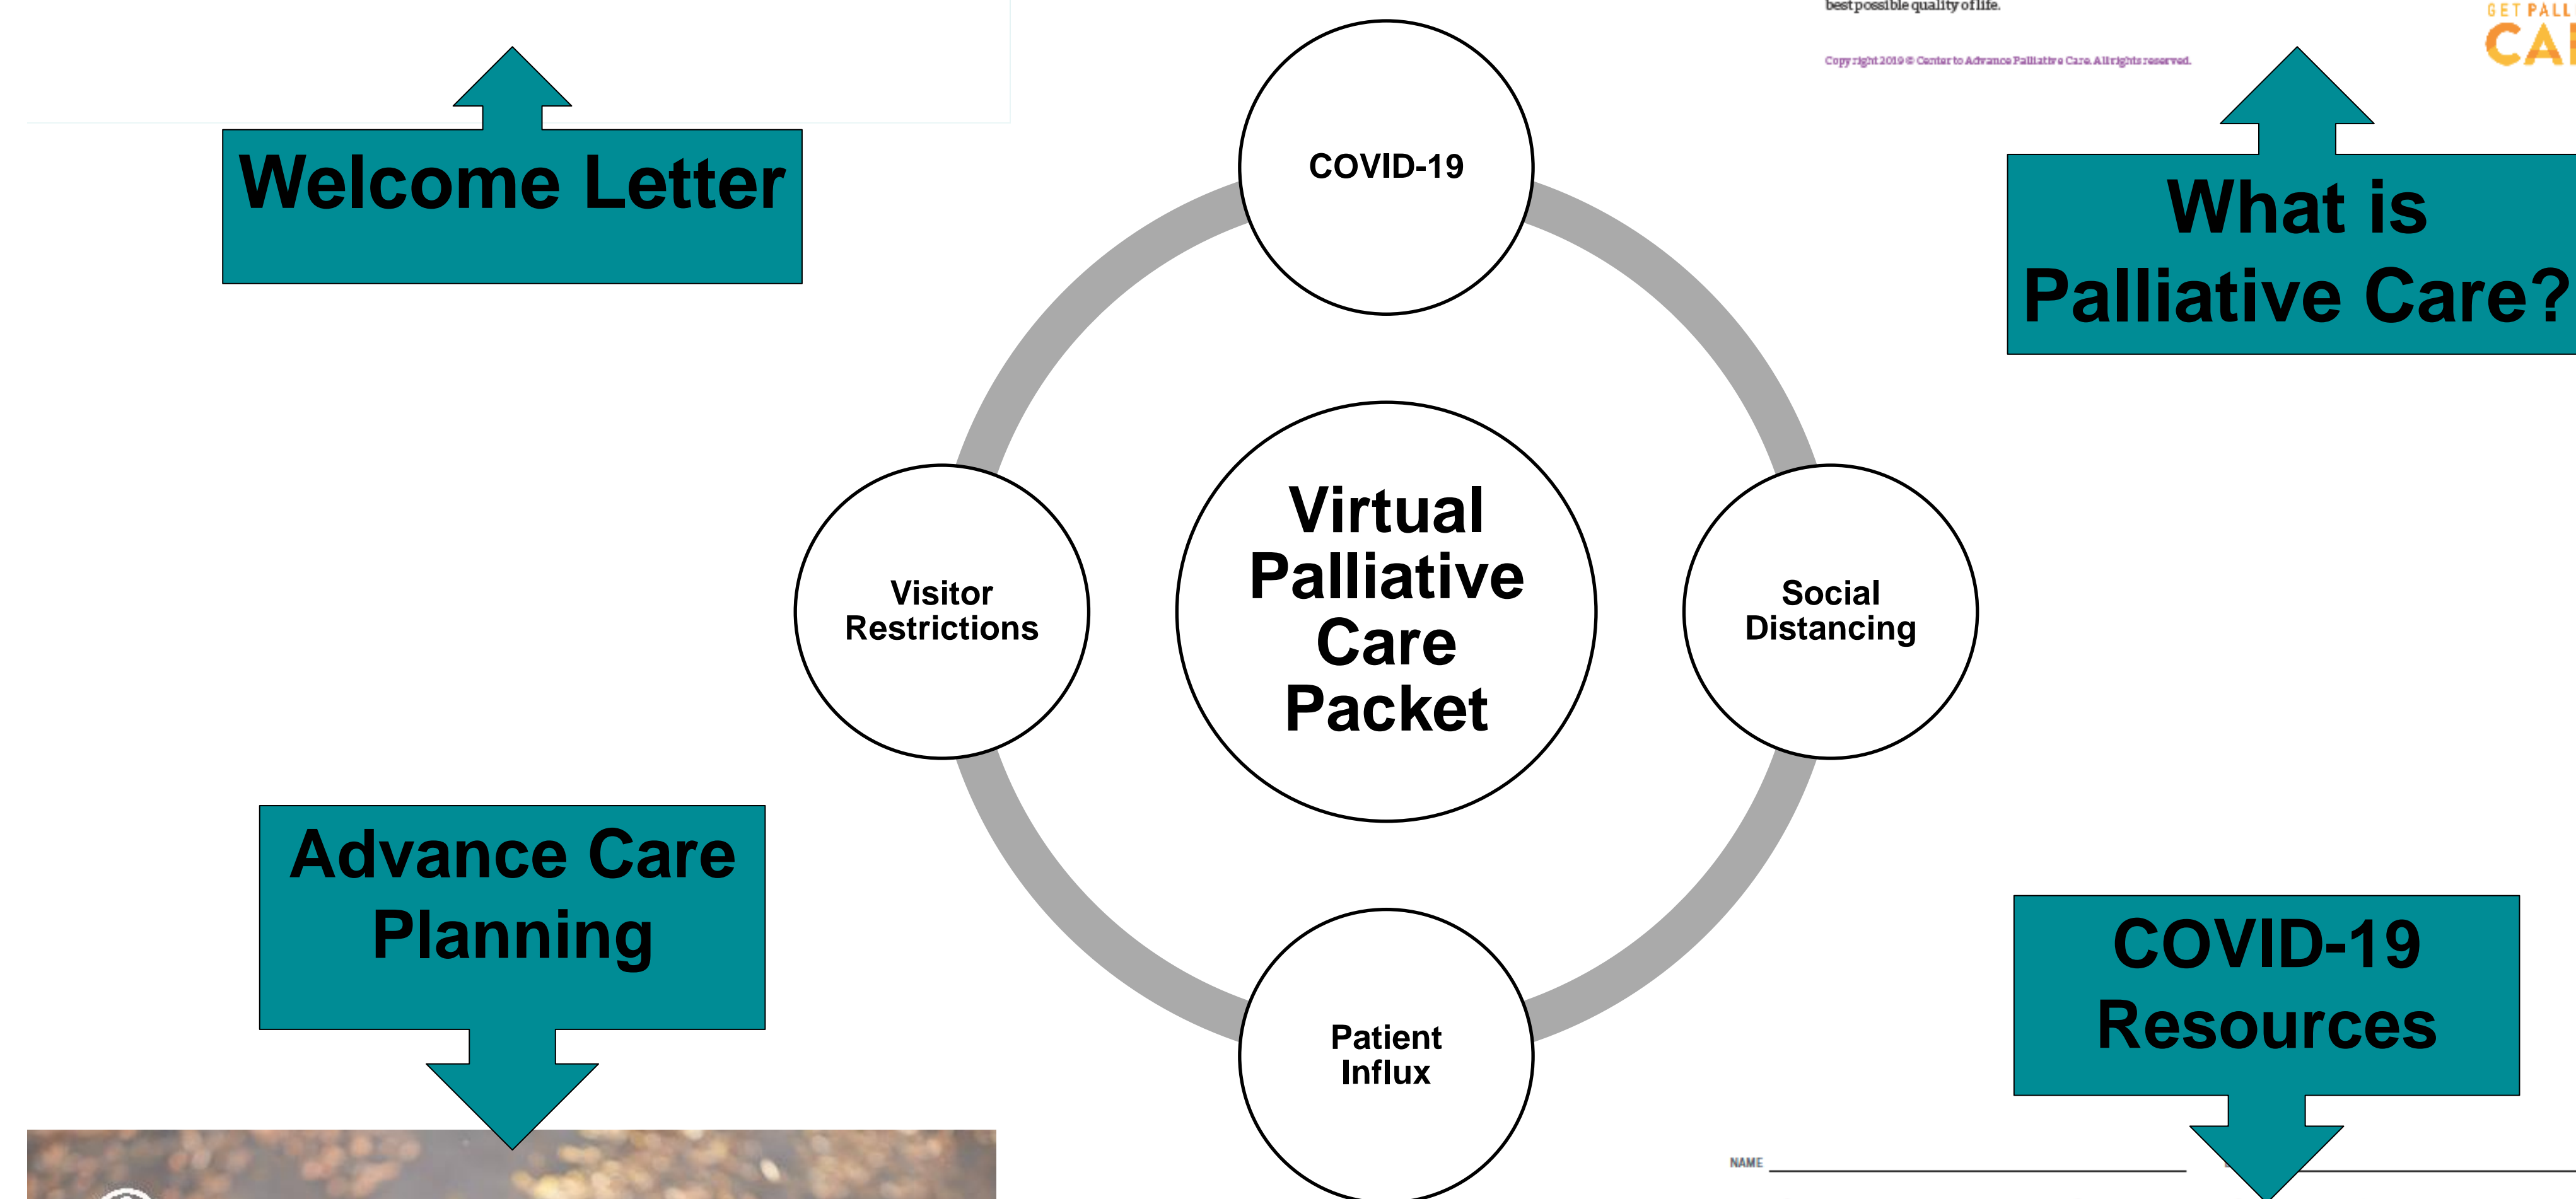 best possible quality of life.
GET PALL
Copyright 2019 © Center to Advance Palliative Care. All rights reserved.
COVID-19
Welcome Letter
What is
Palliative Care?
Virtual
Palliative
Care
Packet
Visitor
Restrictions
Social
Distancing
Advance Care
Planning
COVID-19
Resources
Patient
Influx
NAME